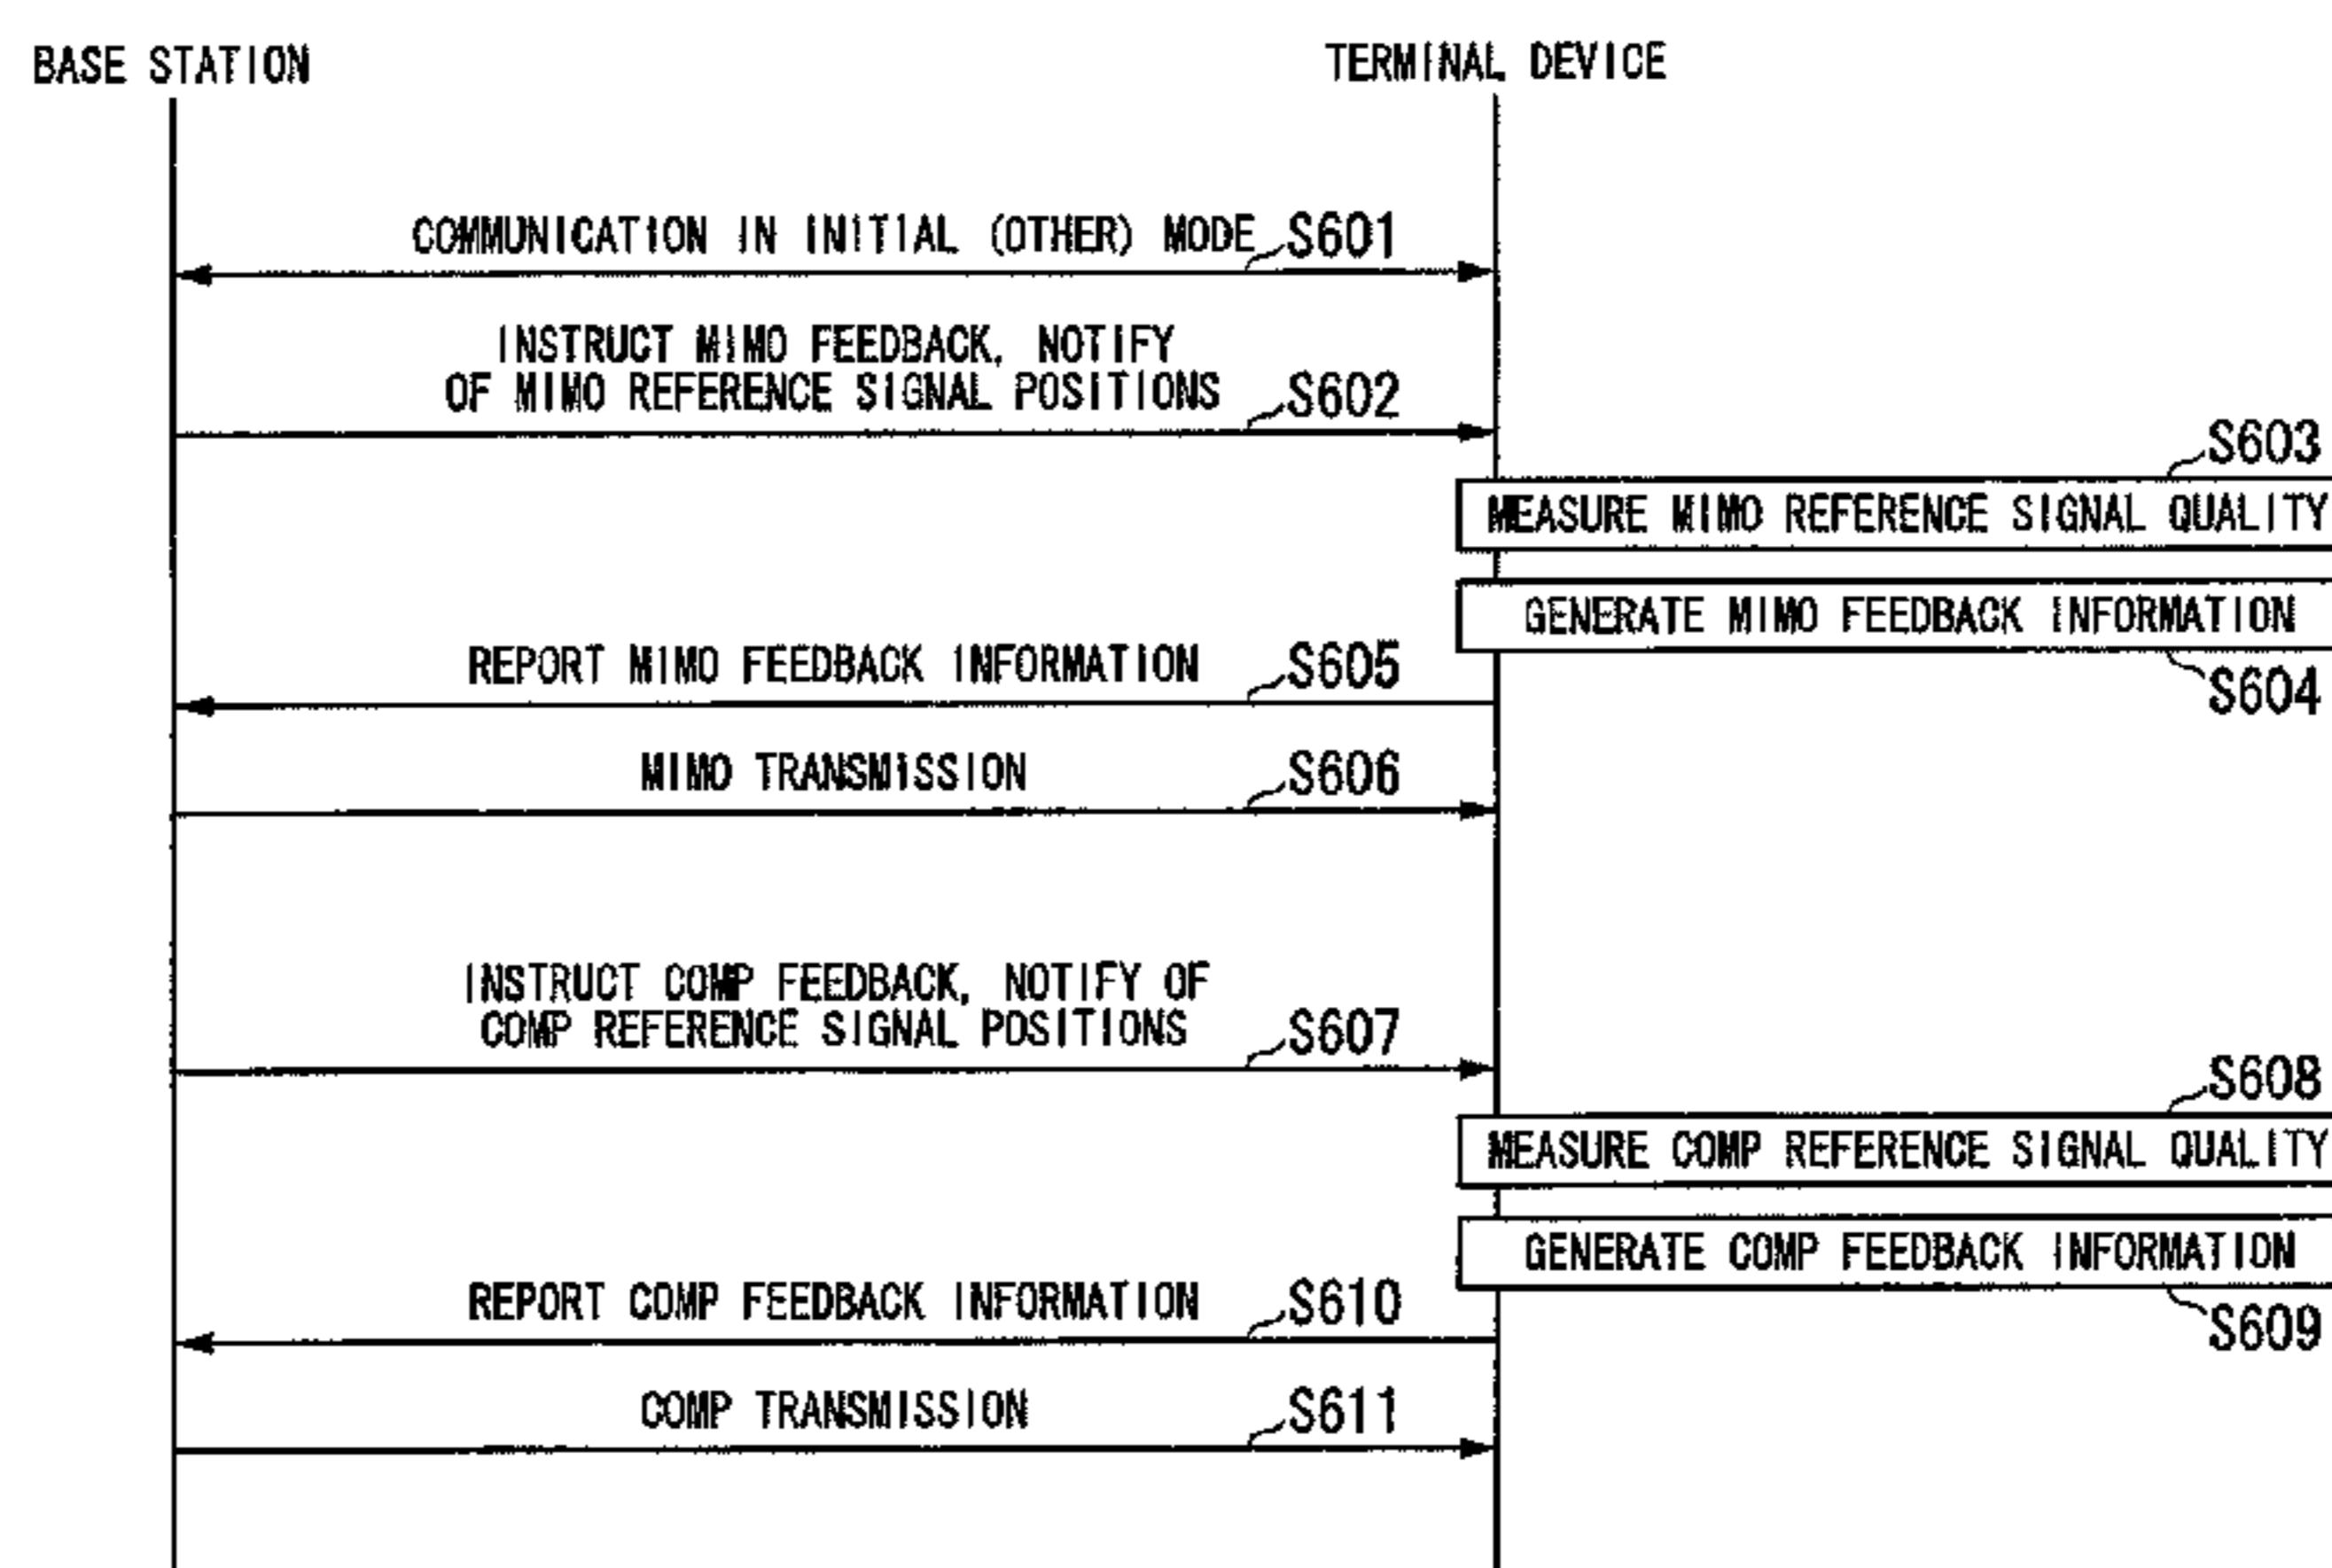 BASE STATION
TERMINAL DEVICE
COMMUNICATION IN INITIAL (OTHER) MODE
S601
INSTRUCT MIMO FEEDBACK, NOTIFY
OF MIMO REFERENCE SIGNAL POSITIONS
S602
S603
MEASURE MIMO REFERENCE SIGNAL QUALITY
GENERATE MIMO FEEDBACK INFORMATION
S604
REPORT MIMO FEEDBACK INFORMATION
S605
MIMO TRANSMISSION
S606
INSTRUCT COMP FEEDBACK, NOTIFY OF
COMP REFERENCE SIGNAL POSITIONS
S607
S608
MEASURE COMP REFERENCE SIGNAL QUALITY
GENERATE COMP FEEDBACK INFORMATION
S609
REPORT COMP FEEDBACK INFORMATION
S610
COMP TRANSMISSION
S611